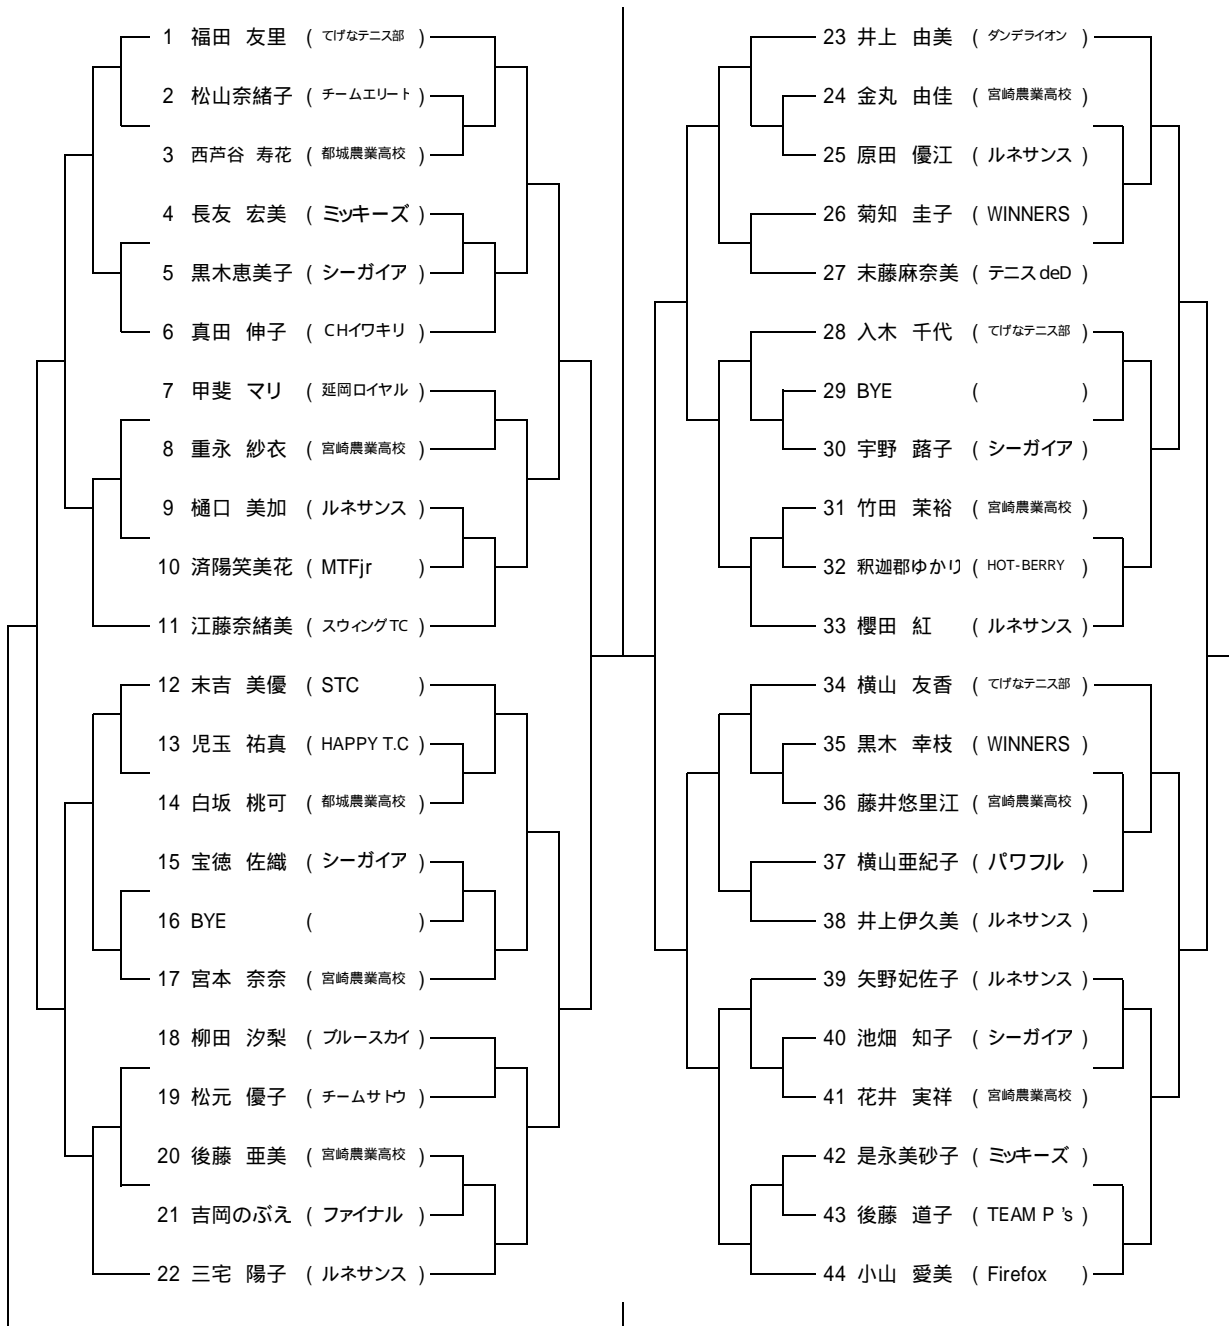 1 福田 友里 ( てげなテニス部 )
2 松山奈緒子 ( チームエリート )
3 西芦谷 寿花 ( 都城農業高校 )
4 長友 宏美 ( ミッキーズ )
5 黒木恵美子 ( シーガイア )
6 真田 伸子 ( CHイワキリ )
7 甲斐 マリ ( 延岡ロイヤル )
8 重永 紗衣 ( 宮崎農業高校 )
9 樋口 美加 ( ルネサンス )
10 済陽笑美花 ( MTFjr )
11 江藤奈緒美 ( スウィングTC )
12 末吉 美優 ( STC )
13 児玉 祐真 ( HAPPY T.C )
14 白坂 桃可 ( 都城農業高校 )
15 宝徳 佐織 ( シーガイア )
16 BYE ( )
17 宮本 奈奈 ( 宮崎農業高校 )
18 柳田 汐梨 ( ブルースカイ )
19 松元 優子 ( チームサトウ )
20 後藤 亜美 ( 宮崎農業高校 )
21 吉岡のぶえ ( ファイナル )
22 三宅 陽子 ( ルネサンス )
23 井上 由美 ( ダンデライオン )
24 金丸 由佳 ( 宮崎農業高校 )
25 原田 優江 ( ルネサンス )
26 菊知 圭子 ( WINNERS )
27 末藤麻奈美 ( テニスdeD )
28 入木 千代 ( てげなテニス部 )
29 BYE ( )
30 宇野 蕗子 ( シーガイア )
31 竹田 茉裕 ( 宮崎農業高校 )
32 釈迦郡ゆかり ( HOT-BERRY )
33 櫻田 紅 ( ルネサンス )
34 横山 友香 ( てげなテニス部 )
35 黒木 幸枝 ( WINNERS )
36 藤井悠里江 ( 宮崎農業高校 )
37 横山亜紀子 ( パワフル )
38 井上伊久美 ( ルネサンス )
39 矢野妃佐子 ( ルネサンス )
40 池畑 知子 ( シーガイア )
41 花井 実祥 ( 宮崎農業高校 )
42 是永美砂子 ( ミッキーズ )
43 後藤 道子 ( TEAM P 's )
44 小山 愛美 ( Firefox )